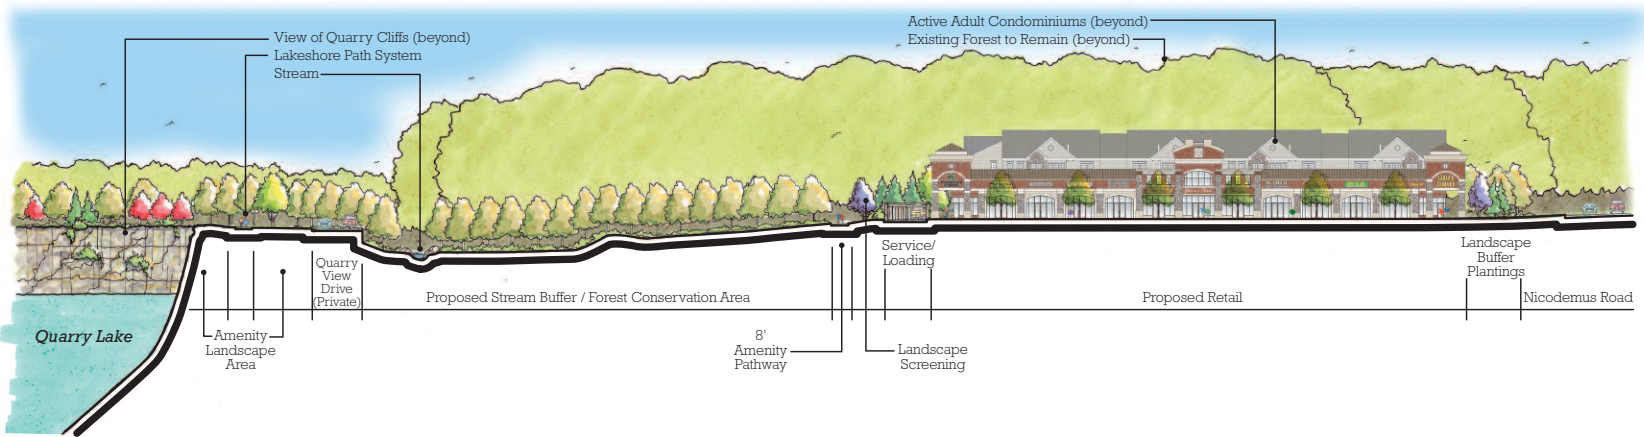 View of Quarry Cliffs (beyond)
Lakeshore Path System
Stream
Active Adult Condominiums (beyond)
Existing Forest to Remain (beyond)
Quarry Lake
Amenity
Landscape
Area
Quarry
View
Drive
(Private)
Proposed Stream Buffer / Forest Conservation Area
8'
Amenity
Pathway
Service/
Loading
Landscape
Screening
Proposed Retail
Landscape
Buffer
Plantings
Nicodemus Road